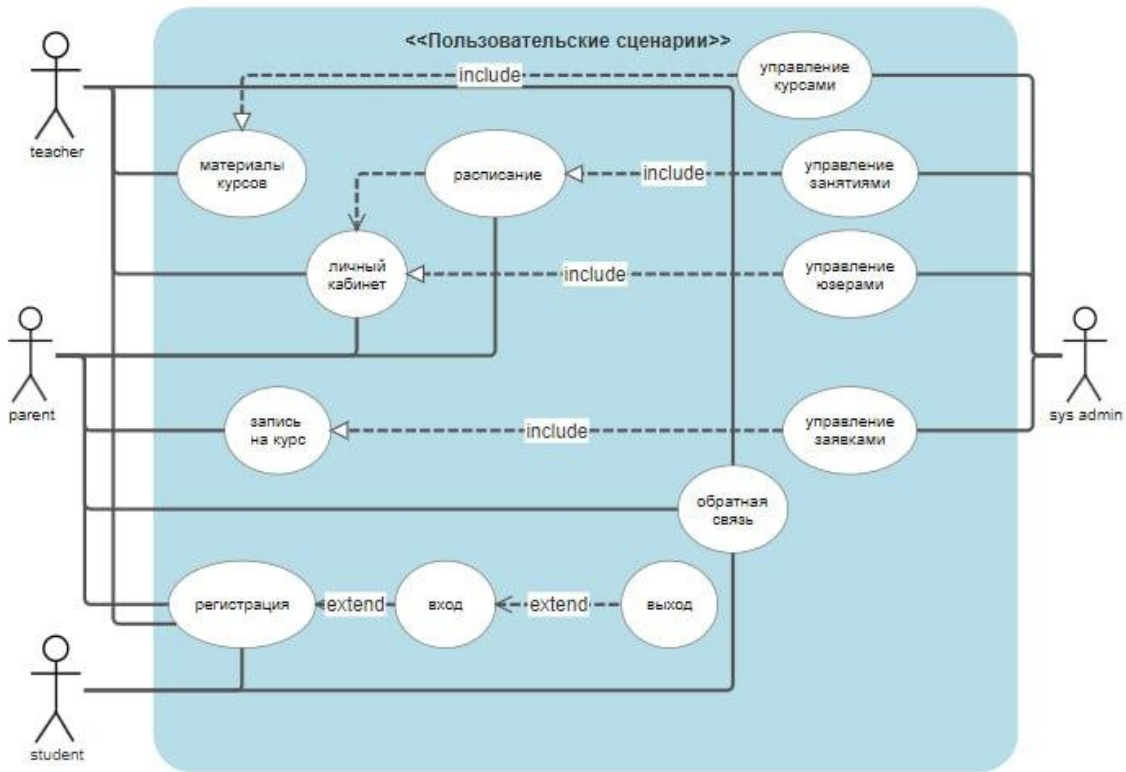 <<Пользовательские сценарии>>
include
управление
курсами
teacher
материалы
курсов
расписание
include
управление
занятиями
личный
кабинет
include
управление
юзерами
parent
sys admin
запись
на курс
include
управление
заявками
обратная
связь
регистрация
extend
вход
extend
выход
student